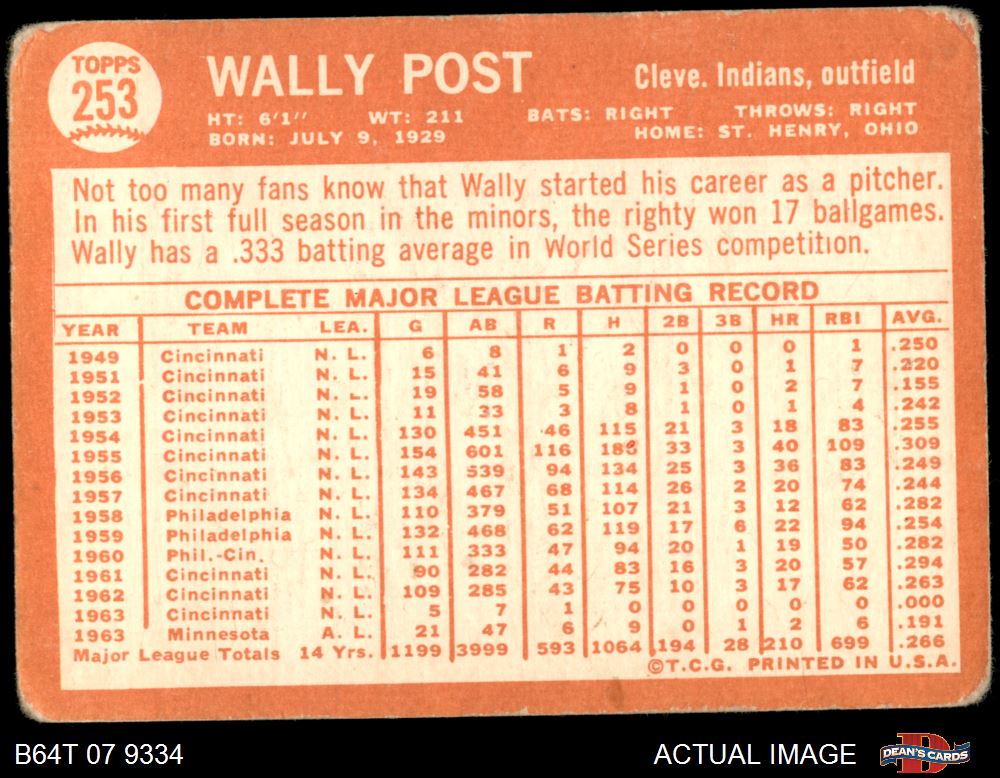 TOPPS
253
WALLY POST
Cleve. Indians, outfield
HT: 6'1'' WT: 211 BATS: RIGHT THROWS: RIGHT
BORN: JULY 9, 1929 HOME: ST. HENRY, OHIO
Not too many fans know that Wally started his career as a pitcher.
In his first full season in the minors, the righty won 17 ballgames.
Wally has a .333 batting average in World Series competition.
COMPLETE MAJOR LEAGUE BATTING RECORD
YEAR TEAM LEA. G AB R H 2B 3B HR RBI AVG.
1949 Cincinnati N. L. 6 8 1 2 0 0 0 1 .250
1951 Cincinnati N. L. 15 41 6 9 3 0 1 7 .220
1952 Cincinnati N. L. 19 58 5 9 1 0 2 7 .155
1953 Cincinnati N. L. 11 33 3 8 1 0 1 4 .242
1954 Cincinnati N. L. 130 451 46 115 21 3 18 83 .255
1955 Cincinnati N. L. 154 601 116 186 33 3 40 109 .309
1956 Cincinnati N. L. 143 539 94 134 25 3 36 83 .249
1957 Cincinnati N. L. 134 467 68 114 26 2 20 74 .244
1958 Philadelphia N. L. 110 379 51 107 21 3 12 62 .282
1959 Philadelphia N. L. 132 468 62 119 17 6 22 94 .254
1960 Phil.-Cin. N. L. 111 333 47 94 20 1 19 50 .282
1961 Cincinnati N. L. 90 282 44 83 16 3 20 57 .294
1962 Cincinnati N. L. 109 285 43 75 10 3 17 62 .263
1963 Cincinnati N. L. 5 7 1 0 0 0 0 0 .000
1963 Minnesota A. L. 21 47 6 9 0 1 2 6 .191
Major League Totals 14 Yrs. 1199 3999 593 1064 194 28 210 699 .266
©T.C.G. PRINTED IN U.S.A.
B64T 07 9334 ACTUAL IMAGE DEAN'S CARDS